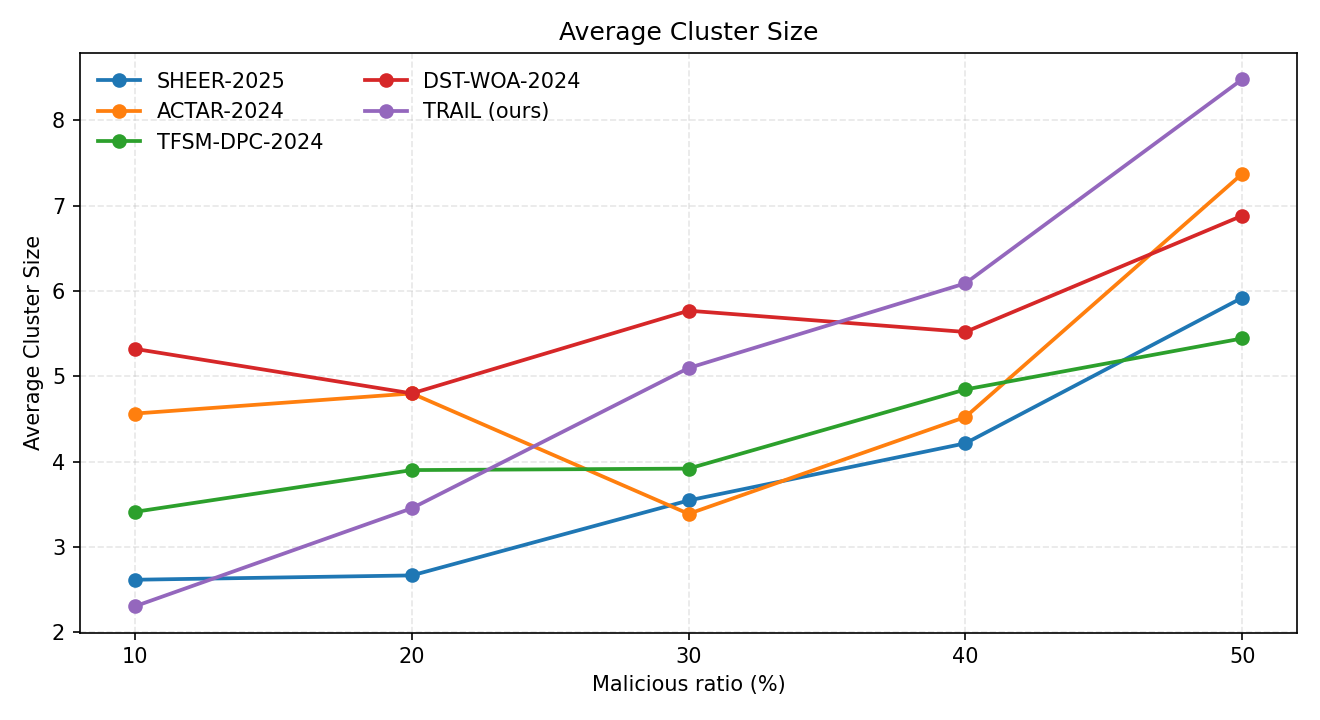 Average Cluster Size
SHEER-2025
ACTAR-2024
TFSM-DPC-2024
DST-WOA-2024
TRAIL (ours)
Average Cluster Size
8
7
6
5
4
3
2
10 20 30 40 50
Malicious ratio (%)